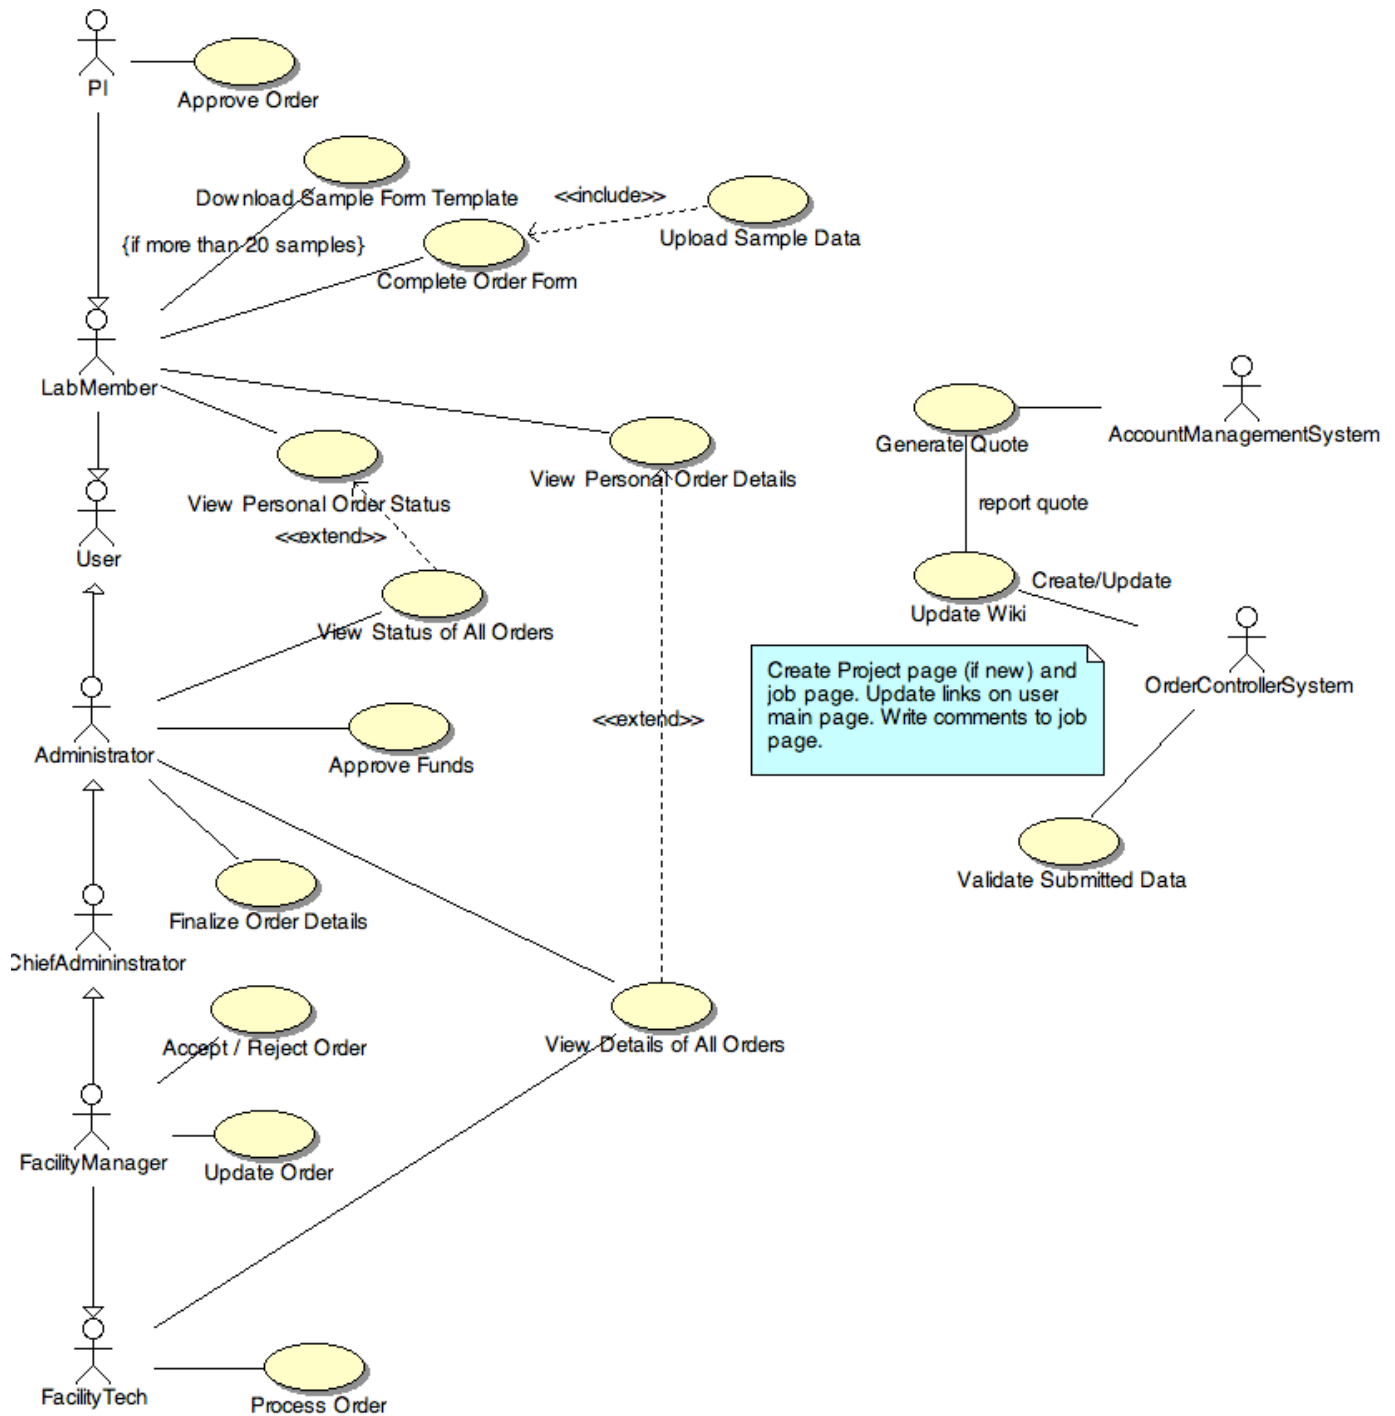 PI
Approve Order
Download Sample Form Template
<<include>>
Upload Sample Data
{if more than 20 samples}
Complete Order Form
LabMember
AccountManagementSystem
Generate Quote
View Personal Order Details
View Personal Order Status
report quote
<<extend>>
User
Create/Update
Update Wiki
View Status of All Orders
Create Project page (if new) and
job page. Update links on user
main page. Write comments to job
page.
OrderControllerSystem
<<extend>>
Administrator
Approve Funds
Validate Submitted Data
Finalize Order Details
ChiefAdmininstrator
Accept / Reject Order
View Details of All Orders
FacilityManager
Update Order
FacilityTech
Process Order